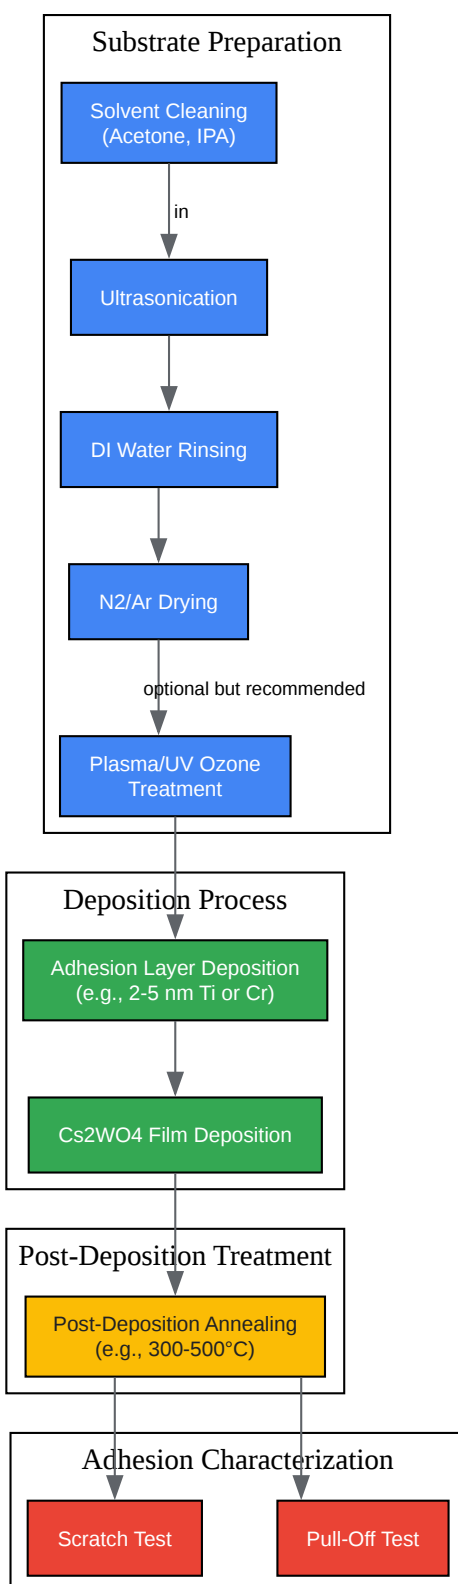 Substrate Preparation
Solvent Cleaning
(Acetone, IPA)
in
Ultrasonication
DI Water Rinsing
N2/Ar Drying
optional but recommended
Plasma/UV Ozone
Treatment
Deposition Process
Adhesion Layer Deposition
(e.g., 2-5 nm Ti or Cr)
Cs2WO4 Film Deposition
Post-Deposition Treatment
Post-Deposition Annealing
(e.g., 300-500°C)
Adhesion Characterization
Scratch Test
Pull-Off Test